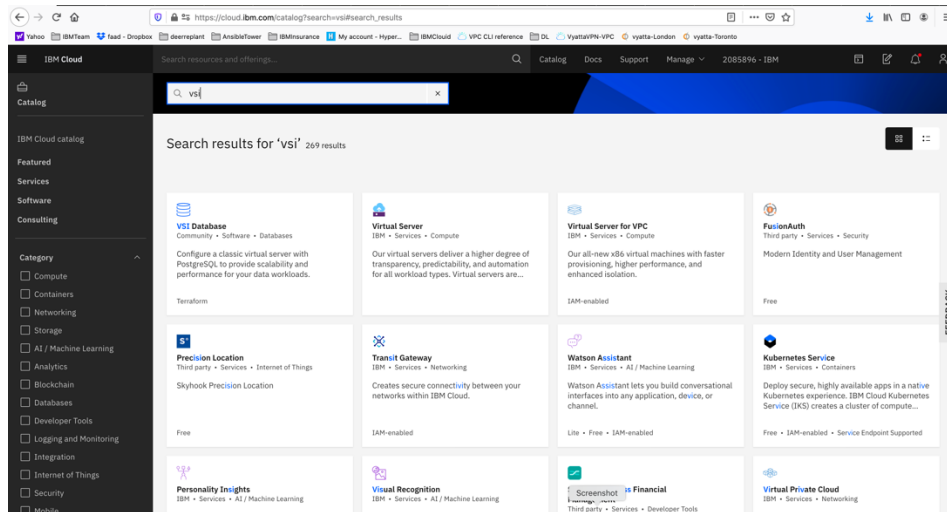 https://cloud.ibm.com/catalog?search=vsi#search_results
Yahoo IBMTeam faad - Dropbox deerreplant AnsibleTower IBMInsurance My account - Hyper... IBMCloud VPC CLI reference DL VyattaVPN-VPC vyatta-London vyatta-Toronto
IBM Cloud
Search resources and offerings...
Catalog Docs Support Manage 2085896 - IBM
Catalog
vsi
IBM Cloud catalog
Featured
Services
Software
Consulting
Category
Compute
Containers
Networking
Storage
AI / Machine Learning
Analytics
Blockchain
Databases
Developer Tools
Logging and Monitoring
Integration
Internet of Things
Security
Mobile
Search results for ‘vsi’ 269 results
VSI Database
Community • Software • Databases
Configure a classic virtual server with
PostgreSQL to provide scalability and
performance for your data workloads.
Terraform
Virtual Server
IBM • Services • Compute
Our virtual servers deliver a higher degree of
transparency, predictability, and automation
for all workload types. Virtual servers are...
Virtual Server for VPC
IBM • Services • Compute
Our all-new x86 virtual machines with faster
provisioning, higher performance, and
enhanced isolation.
IAM-enabled
FusionAuth
Third party • Services • Security
Modern Identity and User Management
Free
Precision Location
Third party • Services • Internet of Things
Skyhook Precision Location
Free
Transit Gateway
IBM • Services • Networking
Creates secure connectivity between your
networks within IBM Cloud.
IAM-enabled
Watson Assistant
IBM • Services • AI / Machine Learning
Watson Assistant lets you build conversational
interfaces into any application, device, or
channel.
Lite • Free • IAM-enabled
Kubernetes Service
IBM • Services • Containers
Deploy secure, highly available apps in a native
Kubernetes experience. IBM Cloud Kubernetes
Service (IKS) creates a cluster of compute...
Free • IAM-enabled • Service Endpoint Supported
Personality Insights
IBM • Services • AI / Machine Learning
Visual Recognition
IBM • Services • AI / Machine Learning
Financial
Screenshot
Third party • Services • Developer Tools
Virtual Private Cloud
IBM • Services • Networking